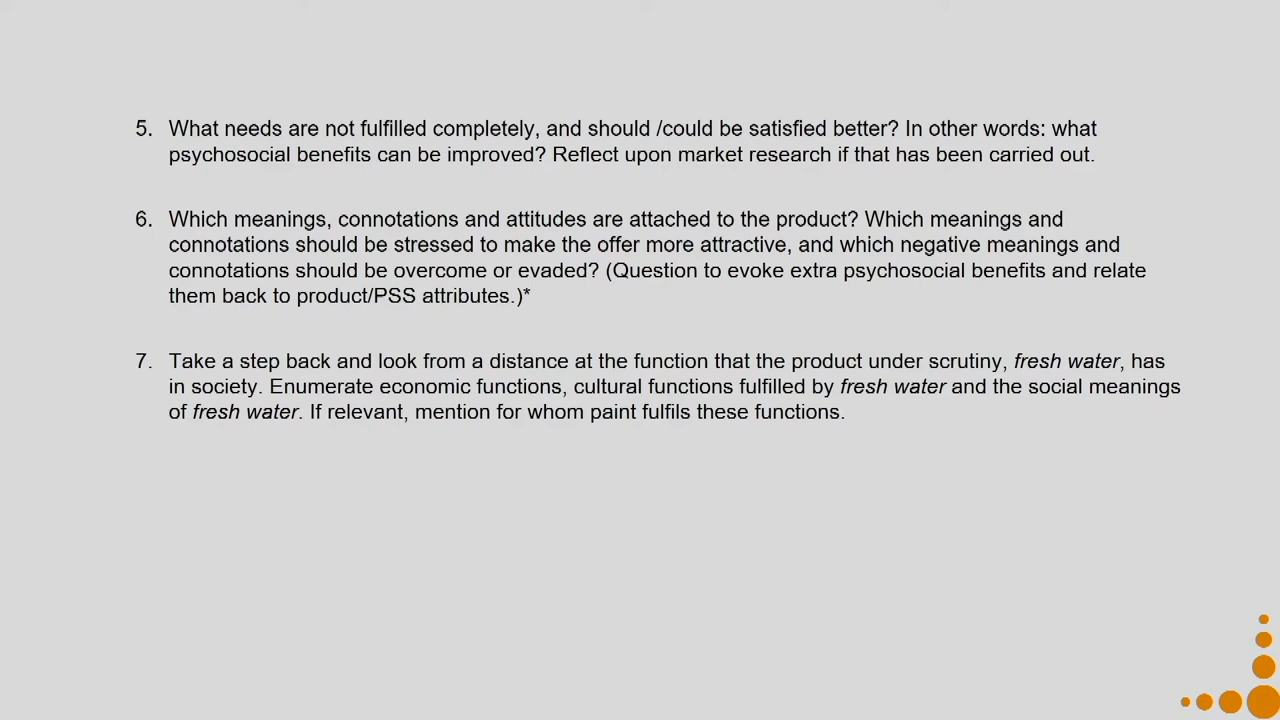 5. What needs are not fulfilled completely, and should /could be satisfied better? In other words: what
psychosocial benefits can be improved? Reflect upon market research if that has been carried out.
6. Which meanings, connotations and attitudes are attached to the product? Which meanings and
connotations should be stressed to make the offer more attractive, and which negative meanings and
connotations should be overcome or evaded? (Question to evoke extra psychosocial benefits and relate
them back to product/PSS attributes.)*
7. Take a step back and look from a distance at the function that the product under scrutiny, fresh water, has
in society. Enumerate economic functions, cultural functions fulfilled by fresh water and the social meanings
of fresh water. If relevant, mention for whom paint fulfils these functions.